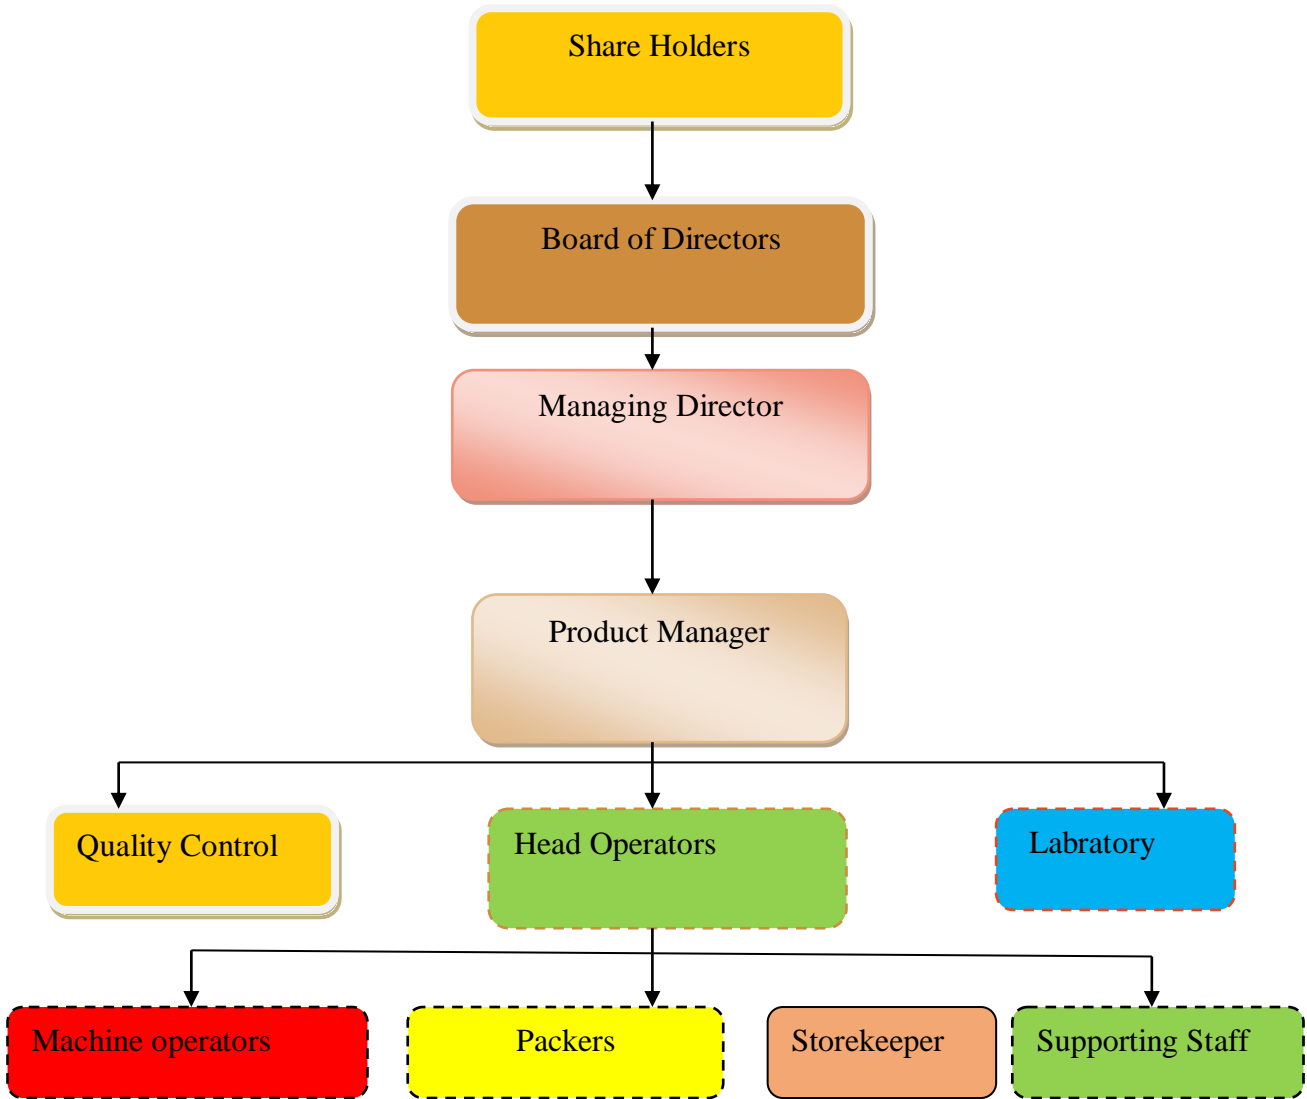 Share Holders
Board of Directors
Managing Director
Product Manager
Quality Control
Head Operators
Labratory
Machine operators
Packers
Storekeeper
Supporting Staff